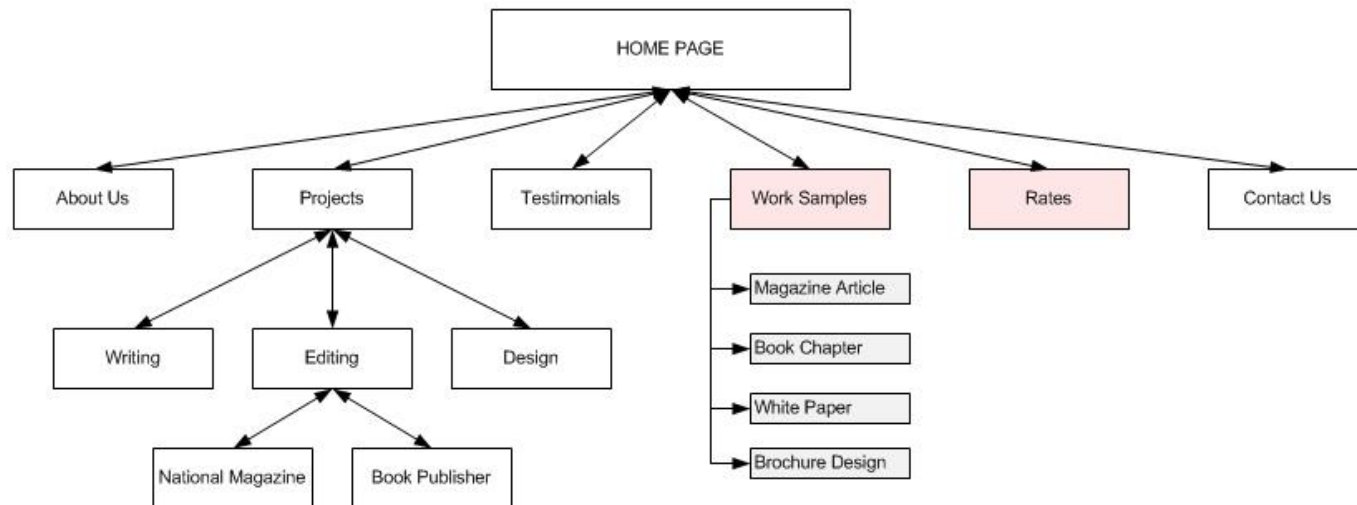 HOME PAGE
About Us
Projects
Testimonials
Work Samples
Rates
Contact Us
Magazine Article
Writing
Editing
Design
Book Chapter
White Paper
National Magazine
Book Publisher
Brochure Design